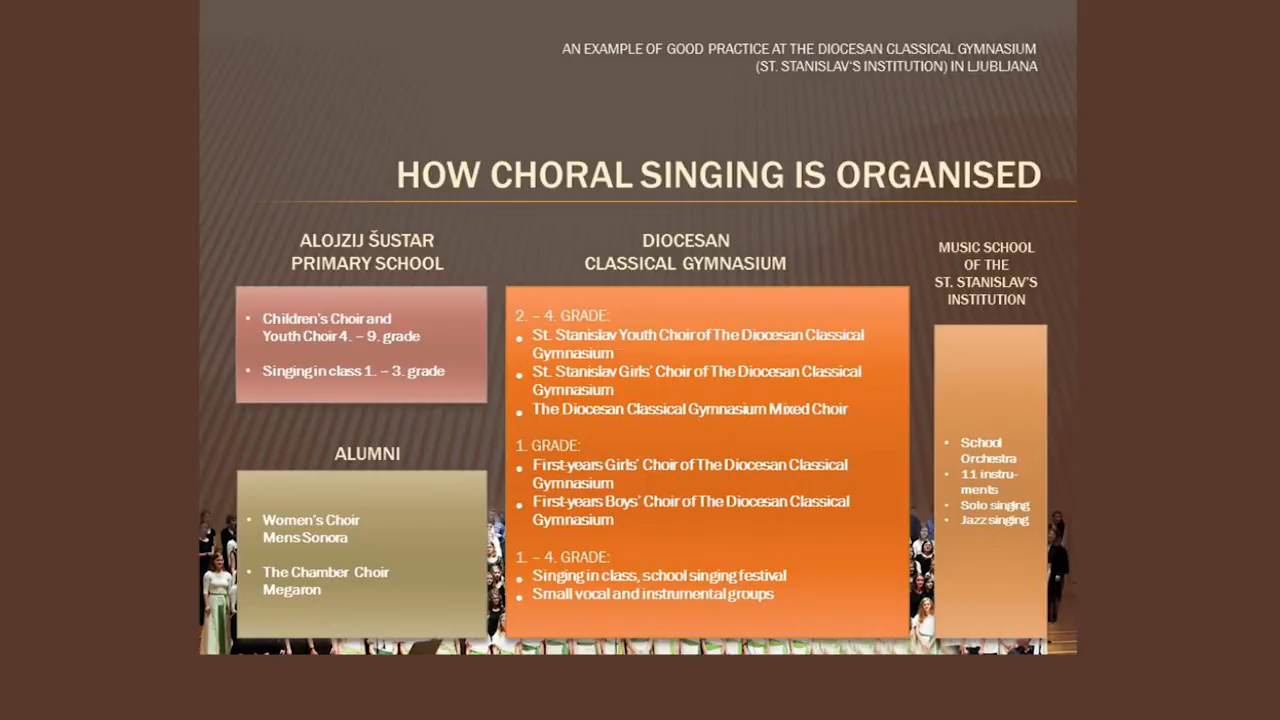 AN EXAMPLE OF GOOD PRACTICE AT THE DIOCESAN CLASSICAL GYMNASIUM
(ST. STANISLAV'S INSTITUTION) IN LJUBLJANA
HOW CHORAL SINGING IS ORGANISED
ALOJZIJ ŠUSTAR
PRIMARY SCHOOL
• Children's Choir and
Youth Choir 4. – 9. grade
• Singing in class 1. – 3. grade
ALUMNI
• Women's Choir
Mens Sonora
• The Chamber Choir
Megaron
DIOCESAN
CLASSICAL GYMNASIUM
2. – 4. GRADE:
• St. Stanislav Youth Choir of The Diocesan Classical
Gymnasium
• St. Stanislav Girls' Choir of The Diocesan Classical
Gymnasium
• The Diocesan Classical Gymnasium Mixed Choir
1. GRADE:
• First-years Girls' Choir of The Diocesan Classical
Gymnasium
• First-years Boys' Choir of The Diocesan Classical
Gymnasium
1. – 4. GRADE:
• Singing in class, school singing festival
• Small vocal and instrumental groups
MUSIC SCHOOL
OF THE
ST. STANISLAV'S
INSTITUTION
• School
Orchestra
• 11 instru-
ments
• Solo singing
• Jazz singing